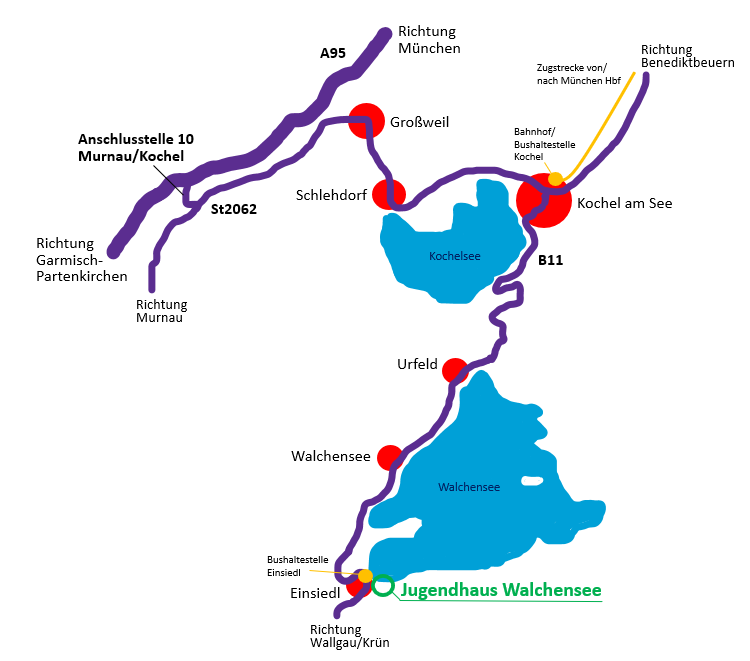 Richtung
München
A95
Richtung
Benediktbeuern
Zugstrecke von/
nach München Hbf
Großweil
Bahnhof/
Bushaltestelle
Kochel
Anschlusstelle 10
Murnau/Kochel
Schlehdorf
Kochel am See
St2062
Richtung
Garmisch-
Partenkirchen
Kochelsee
B11
Richtung
Murnau
Urfeld
Walchensee
Walchensee
Bushaltestelle
Einsiedl
Einsiedl
Jugendhaus Walchensee
Richtung
Wallgau/Krün